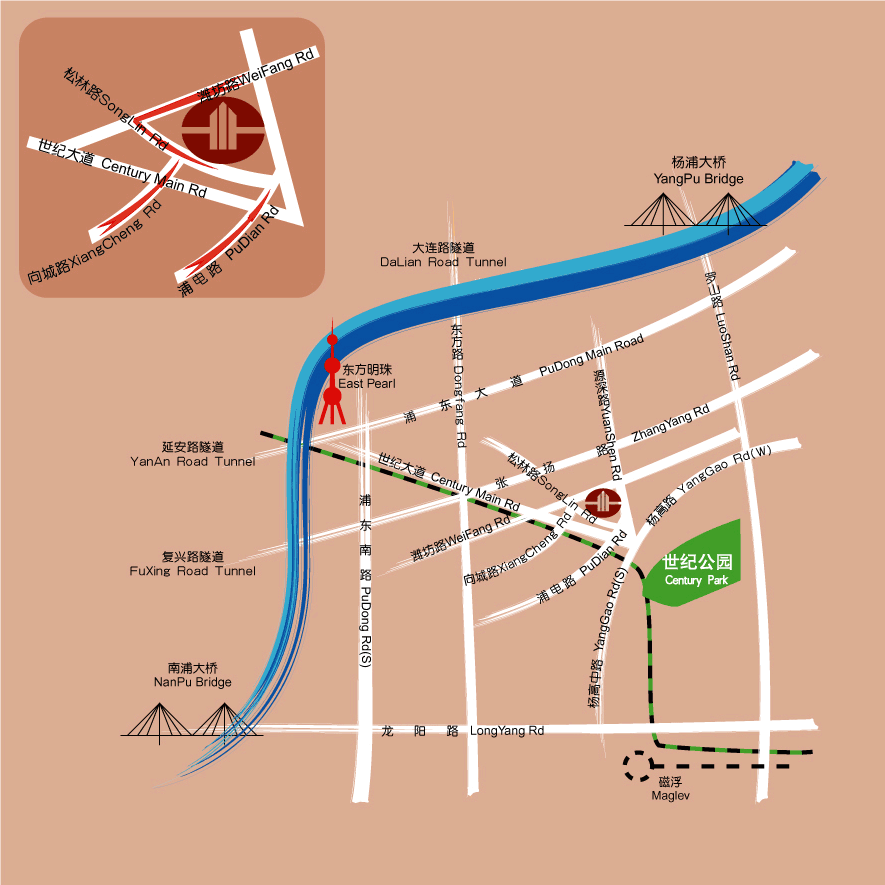 潍坊路WeiFang Rd
松林路SongLin Rd
世纪大道 Century Main Rd
向城路XiangCheng Rd
浦电路 PuDian Rd
杨浦大桥
YangPu Bridge
大连路隧道
DaLian Road Tunnel
罗山路 LuoShan Rd
东方路 Dongfang Rd
浦东大道 PuDong Main Road
东方明珠
East Pearl
源深路YuanShen Rd
张扬路 ZhangYang Rd
延安路隧道
YanAn Road Tunnel
世纪大道 Century Main Rd
松林路SongLin Rd
杨高路 YangGao Rd(W)
浦东南路 PuDong Rd(S)
潍坊路WeiFang Rd
向城路XiangCheng Rd
浦电路 PuDian Rd
复兴路隧道
FuXing Road Tunnel
世纪公园
Century Park
杨高中路 YangGao Rd(S)
南浦大桥
NanPu Bridge
龙阳路 LongYang Rd
磁浮
Maglev